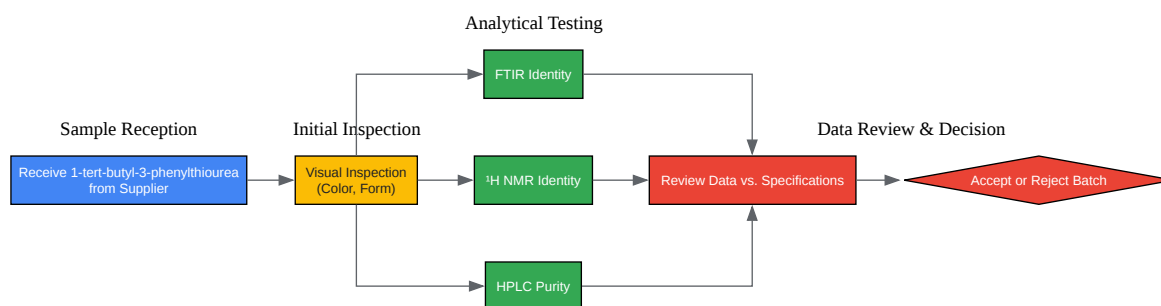 Analytical Testing
FTIR Identity
Sample Reception
Initial Inspection
Data Review & Decision
Receive 1-tert-butyl-3-phenylthiourea
from Supplier
Visual Inspection
(Color, Form)
¹H NMR Identity
Review Data vs. Specifications
Accept or Reject Batch
HPLC Purity